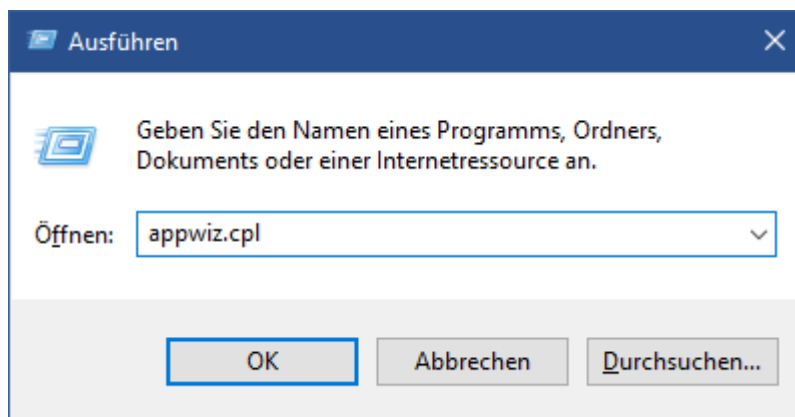 Ausführen
Geben Sie den Namen eines Programms, Ordners,
Dokuments oder einer Internetressource an.
Öffnen: appwiz.cpl
OK Abbrechen Durchsuchen...